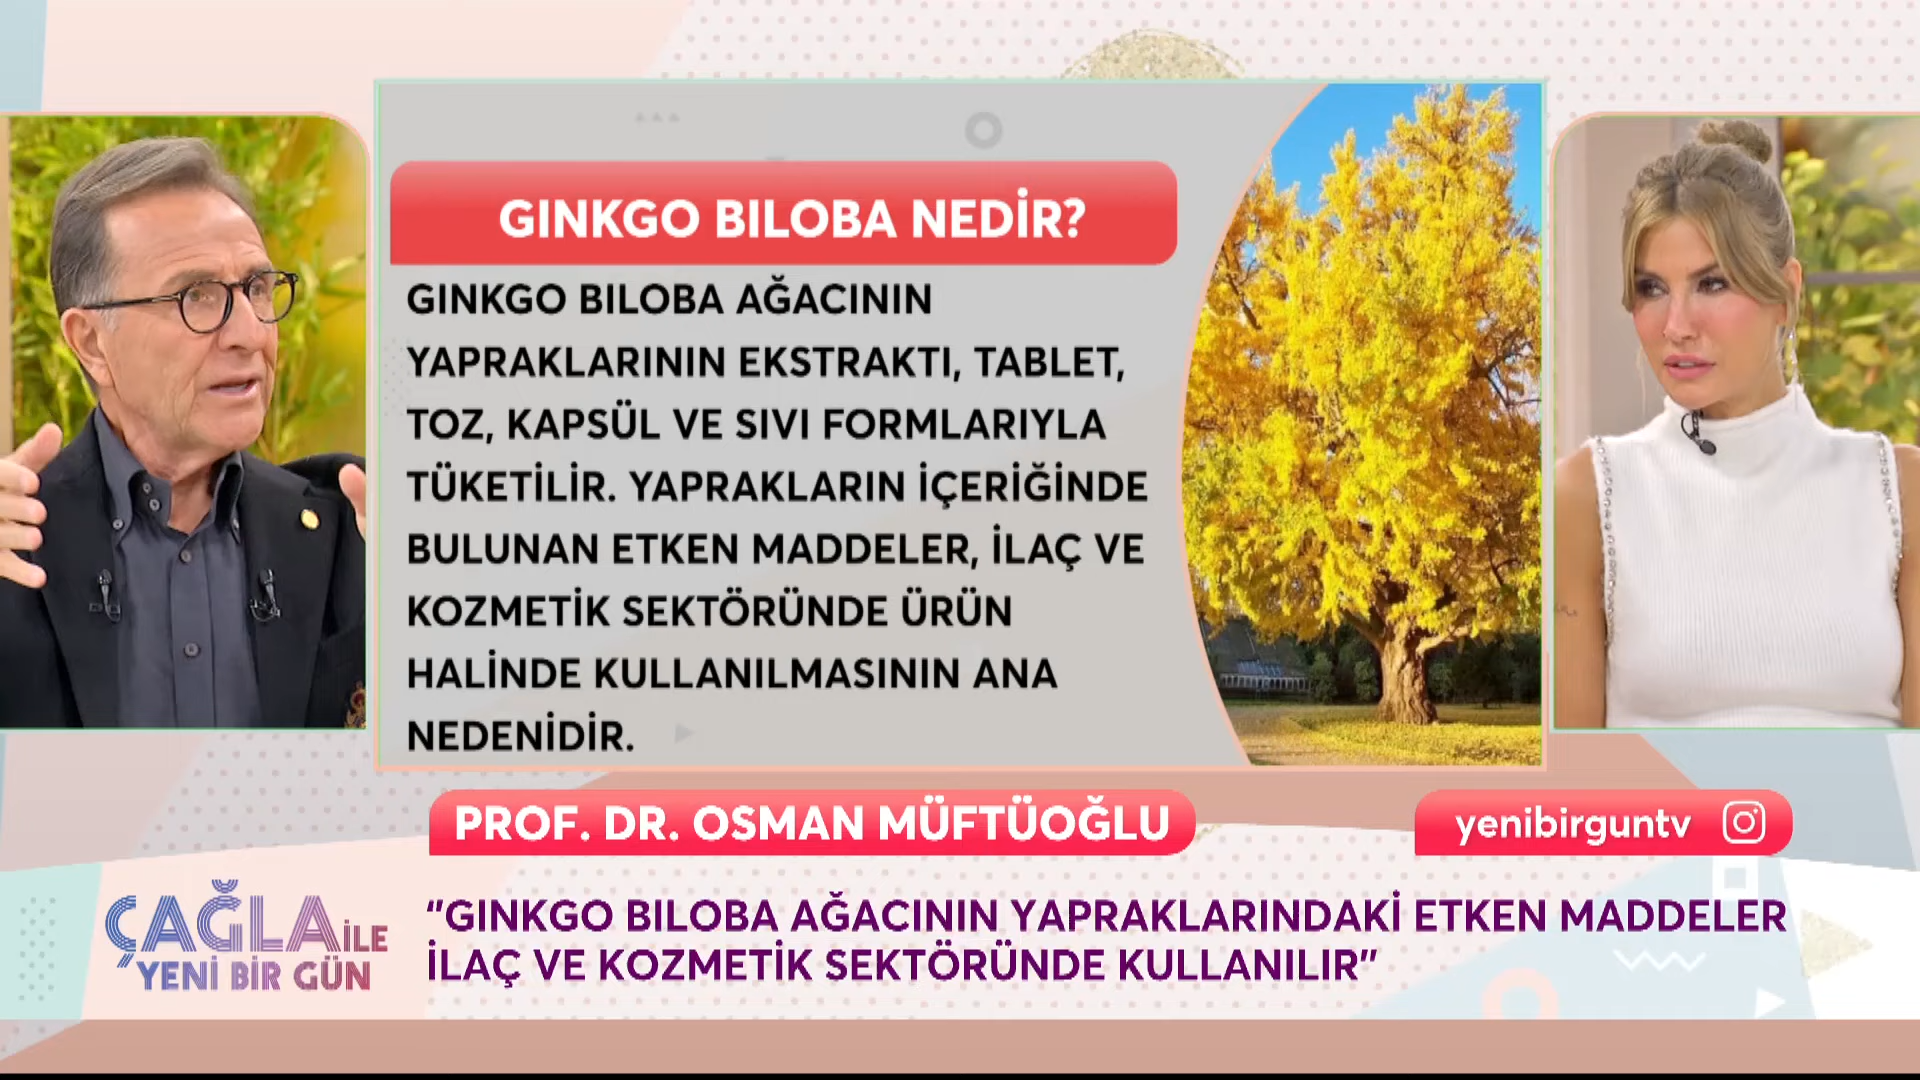 GINKGO BILOBA NEDİR?
GINKGO BILOBA AĞACININ
YAPRAKLARININ EKSTRAKTI, TABLET,
TOZ, KAPSÜL VE SIVI FORMLARIYLA
TÜKETİLİR. YAPRAKLARIN İÇERİĞİNDE
BULUNAN ETKEN MADDELER, İLAÇ VE
KOZMETİK SEKTÖRÜNDE ÜRÜN
HALİNDE KULLANILMASININ ANA
NEDENİDİR.
PROF. DR. OSMAN MÜFTÜOĞLU
yenibirguntv
ÇAĞLA İLE
YENİ BİR GÜN
"GINKGO BILOBA AĞACININ YAPRAKLARINDAKİ ETKEN MADDELER
İLAÇ VE KOZMETİK SEKTÖRÜNDE KULLANILIR"